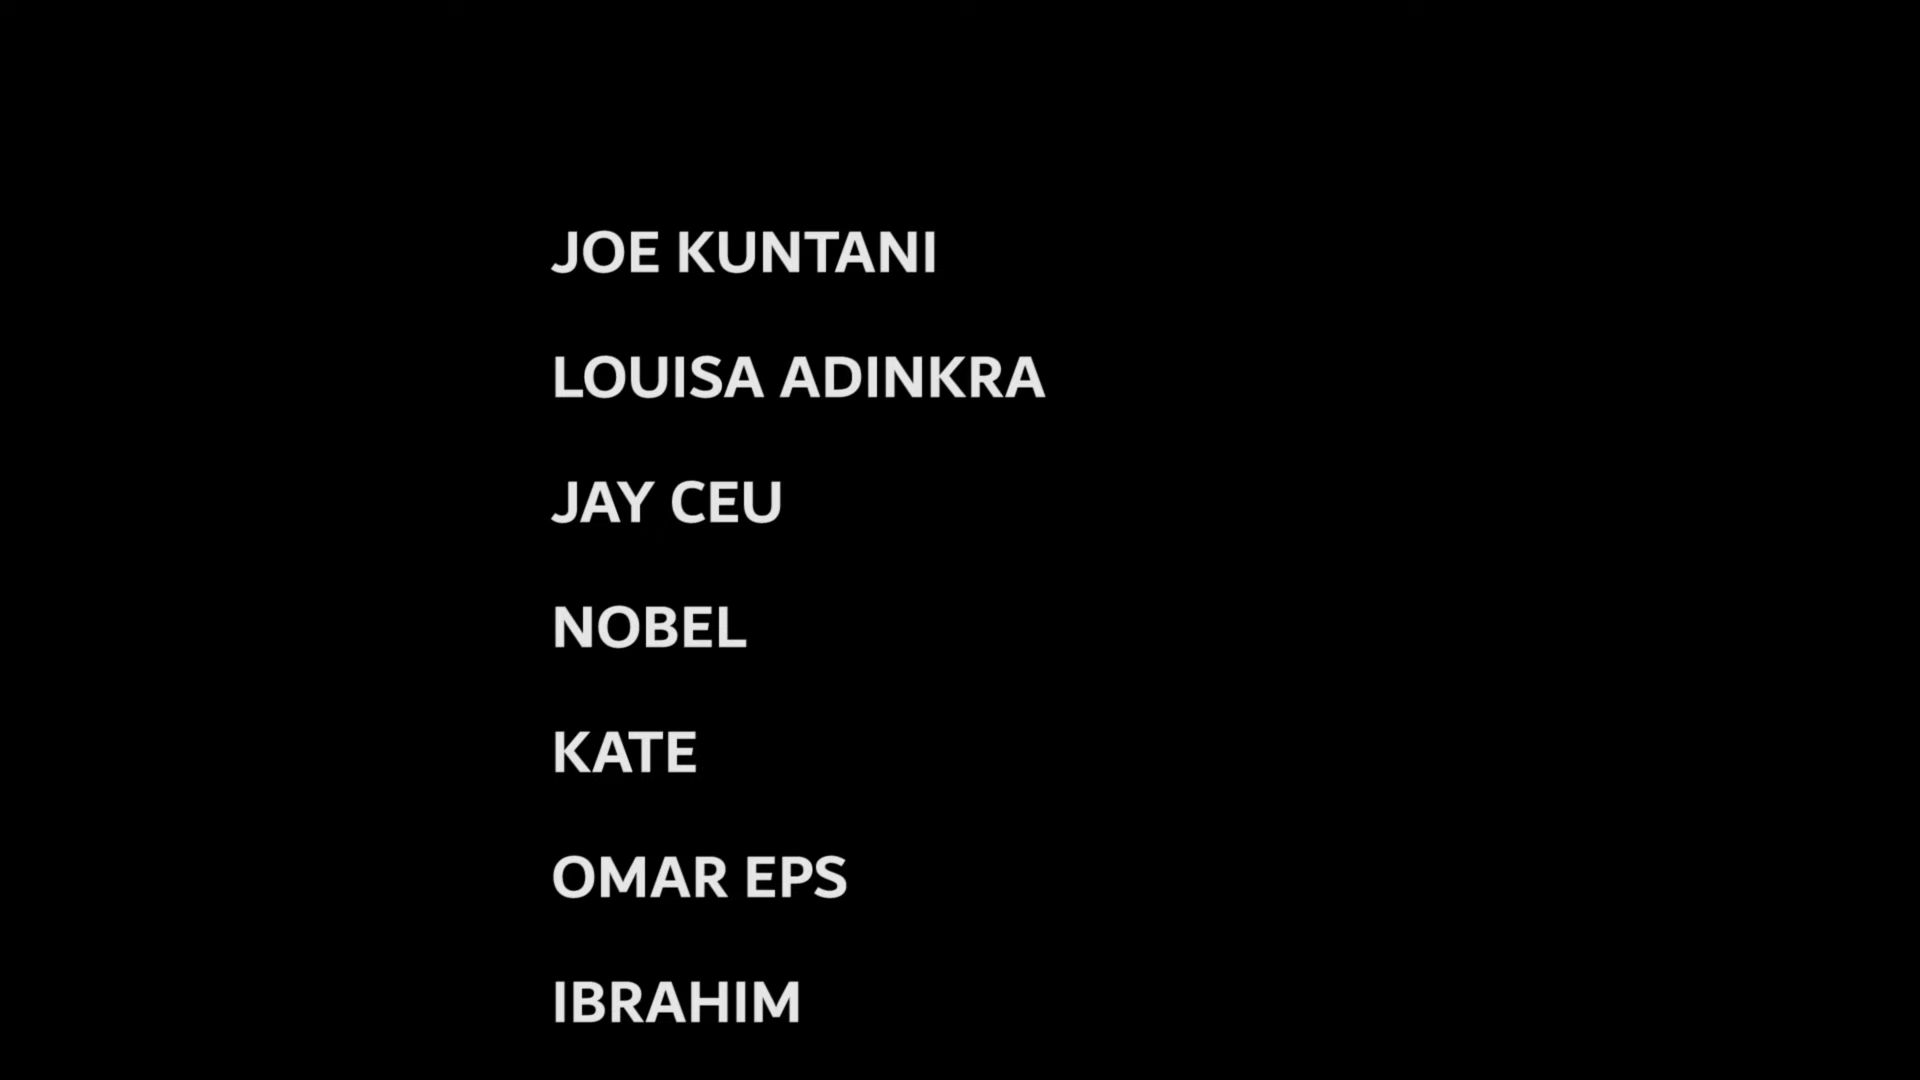 JOE KUNTANI
LOUISA ADINKRA
JAY CEU
NOBEL
KATE
OMAR EPS
IBRAHIM